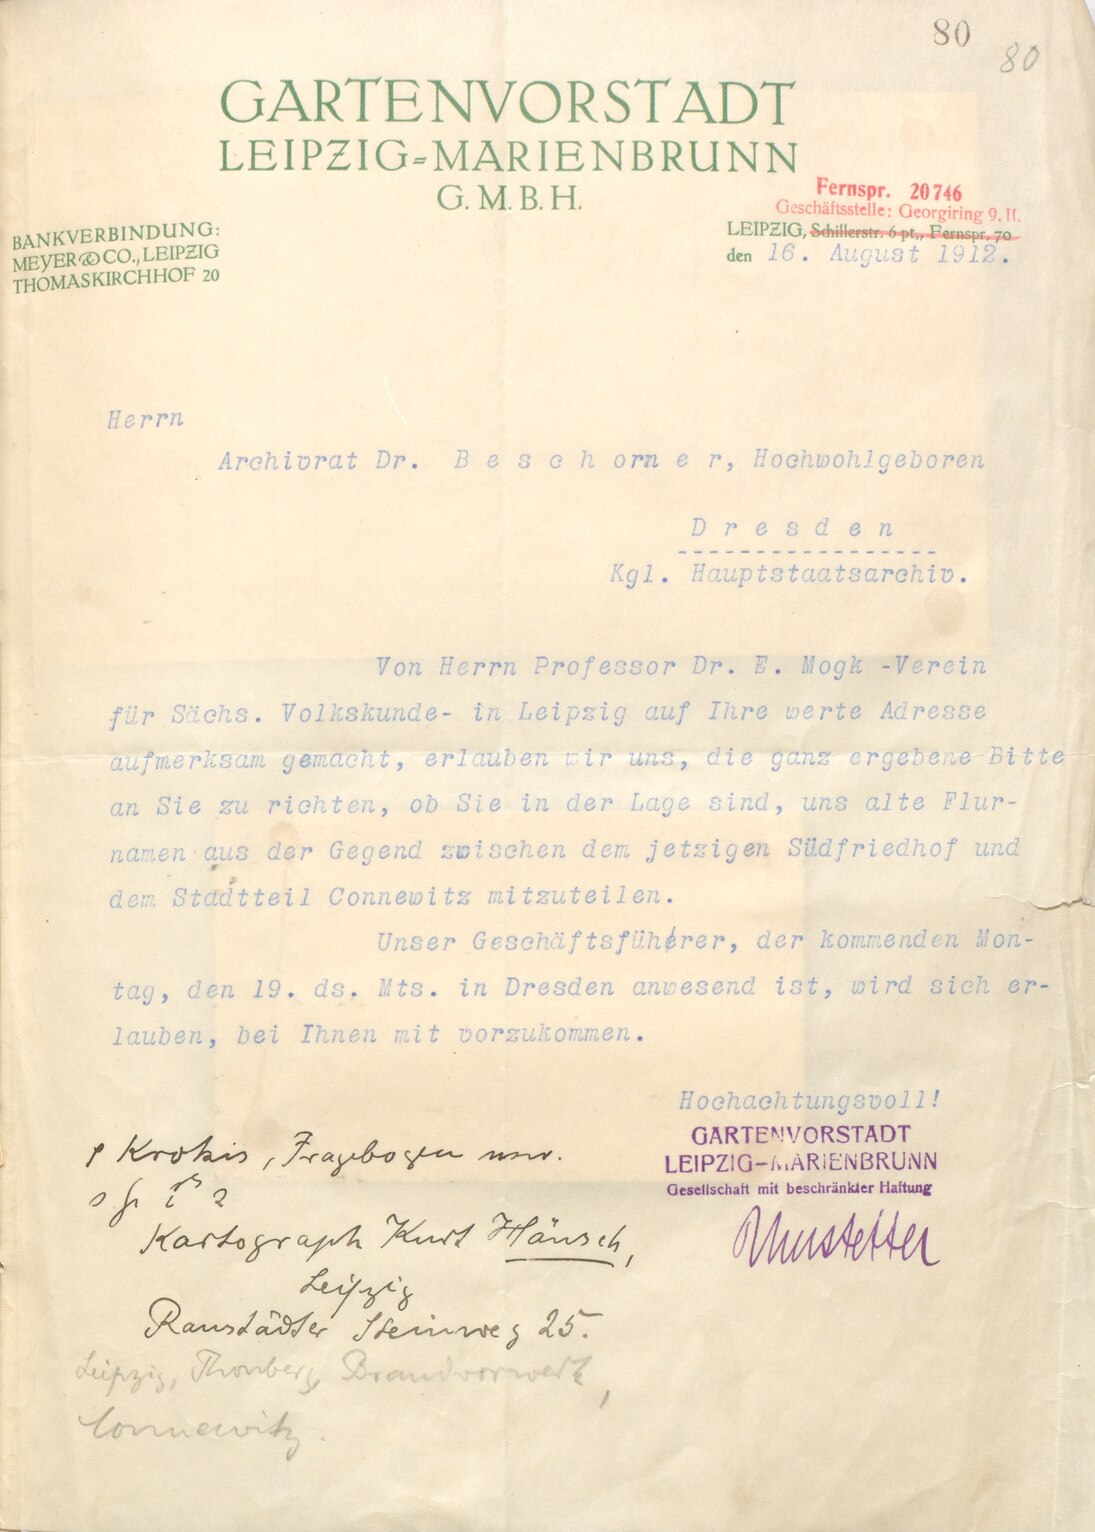 80
80
GARTENVORSTADT
LEIPZIG=MARIENBRUNN
G. M. B. H.
Fernspr. 20746
Geschäftsstelle: Georgiring 9, II.
BANKVERBINDUNG:
MEYER & CO., LEIPZIG
THOMASKIRCHHOF 20
LEIPZIG, Schillerstr. 6 pt., Fernspr. 70
den 16. August 1912.
Herrn
Archivrat Dr. B e s c h o r n e r, Hochwohlgeboren
D r e s d e n
-----------------
Kgl. Hauptstaatsarchiv.
Von Herrn Professor Dr. E. Mogk -Verein
für Sächs. Volkskunde- in Leipzig auf Ihre werte Adresse
aufmerksam gemacht, erlauben wir uns, die ganz ergebene Bitte
an Sie zu richten, ob Sie in der Lage sind, uns alte Flur-
namen aus der Gegend zwischen dem jetzigen Südfriedhof und
dem Stadtteil Connewitz mitzuteilen.
Unser Geschäftsführer, der kommenden Mon-
tag, den 19. ds. Mts. in Dresden anwesend ist, wird sich er-
lauben, bei Ihnen mit vorzukommen.
Hochachtungsvoll!
GARTENVORSTADT
LEIPZIG-MARIENBRUNN
Gesellschaft mit beschränkter Haftung
Krokis, Fragebogen usw.
Kartograph Kurt Hänsch,
Leipzig
Ranstädter Steinweg 25.
Leipzig, Thonberg, Brandvorwerk,
Connewitz.